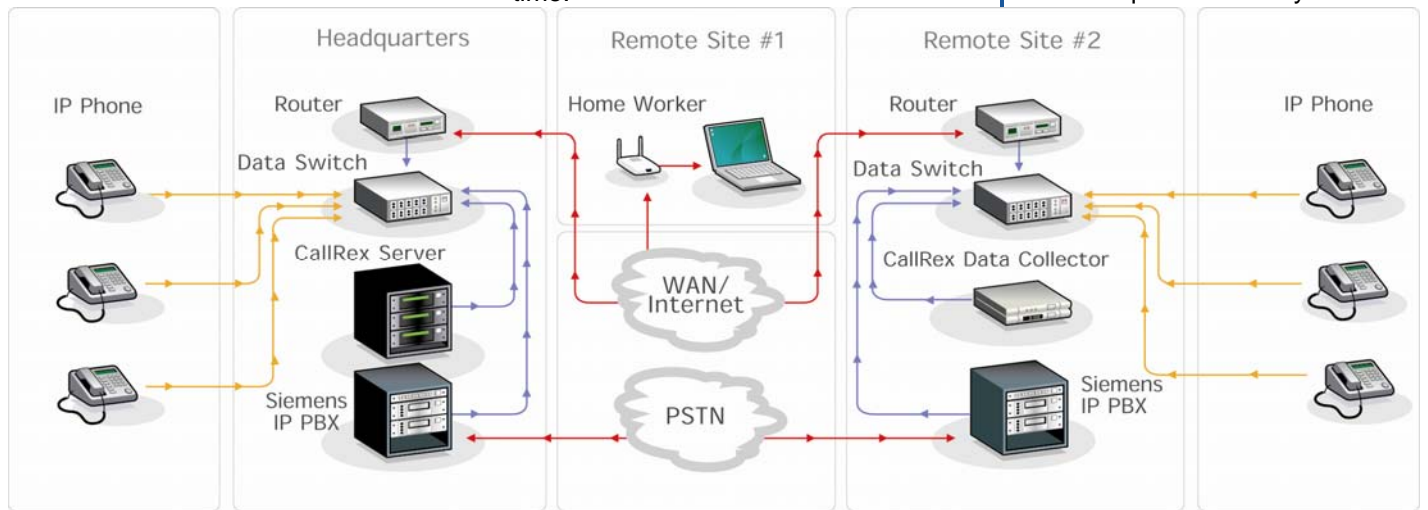 time.
Headquarters
Remote Site #1
Remote Site #2
IP Phone
Router
Home Worker
Router
IP Phone
Data Switch
Data Switch
CallRex Server
CallRex Data Collector
WAN/
Internet
Siemens
IP PBX
PSTN
Siemens
IP PBX